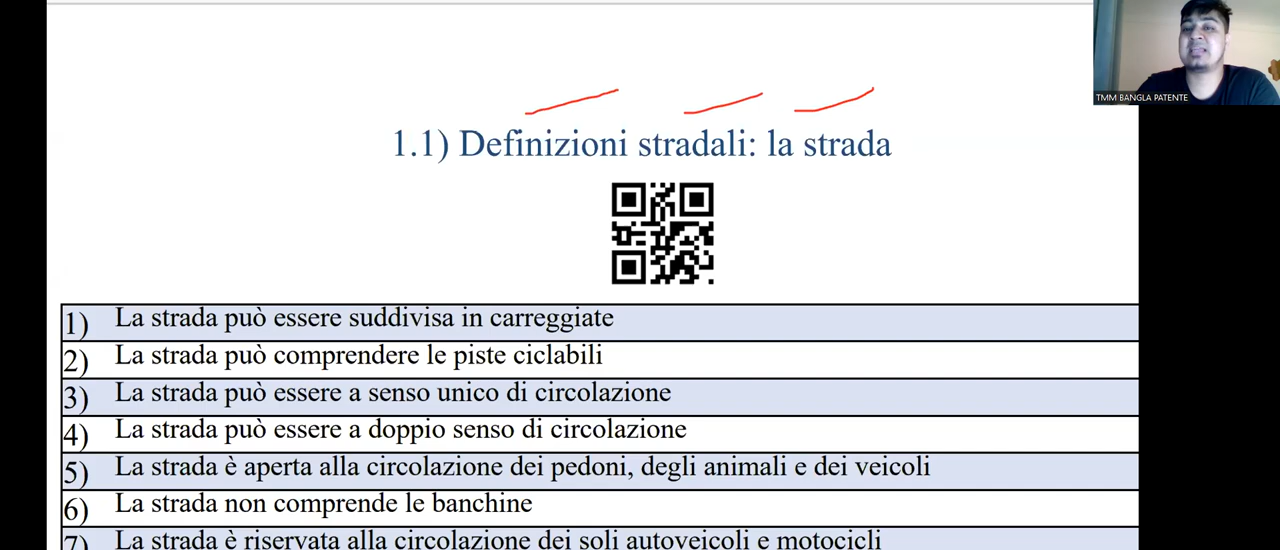 TMM BANGLA PATENTE
1.1) Definizioni stradali: la strada
1) La strada può essere suddivisa in carreggiate
2) La strada può comprendere le piste ciclabili
3) La strada può essere a senso unico di circolazione
4) La strada può essere a doppio senso di circolazione
5) La strada è aperta alla circolazione dei pedoni, degli animali e dei veicoli
6) La strada non comprende le banchine
7) La strada è riservata alla circolazione dei soli autoveicoli e motocicli